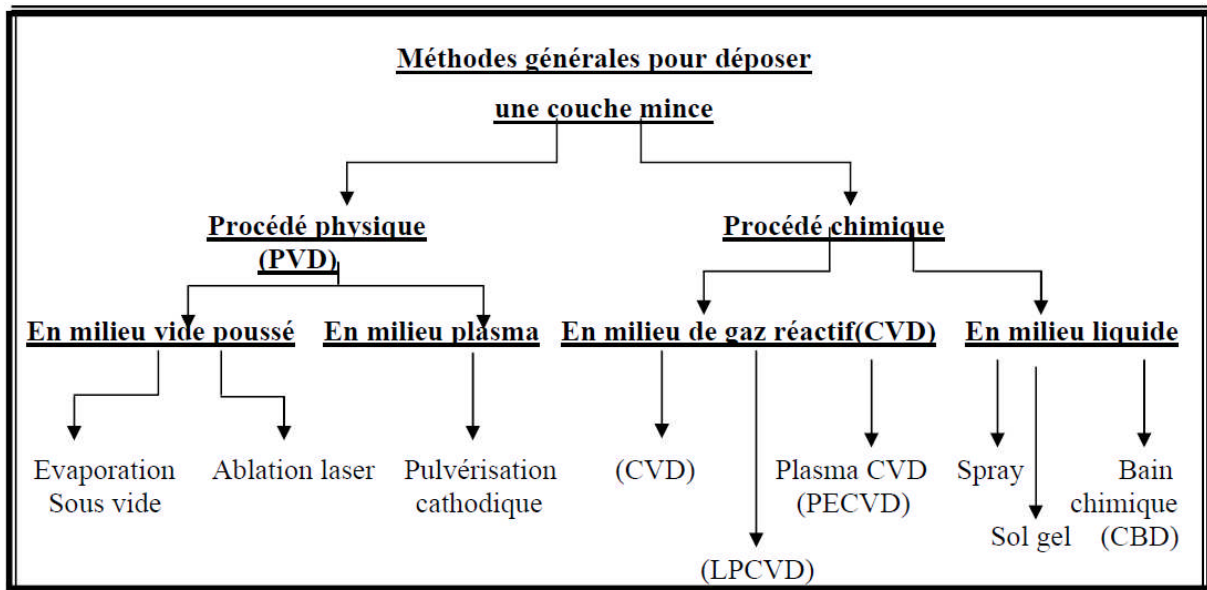 Méthodes générales pour déposer
une couche mince
Procédé physique
(PVD)
Procédé chimique
En milieu vide poussé
En milieu plasma
En milieu de gaz réactif(CVD)
En milieu liquide
Evaporation
Sous vide
Ablation laser
Pulvérisation
cathodique
(CVD)
(LPCVD)
Plasma CVD
(PECVD)
Spray
Sol gel
Bain
chimique
(CBD)